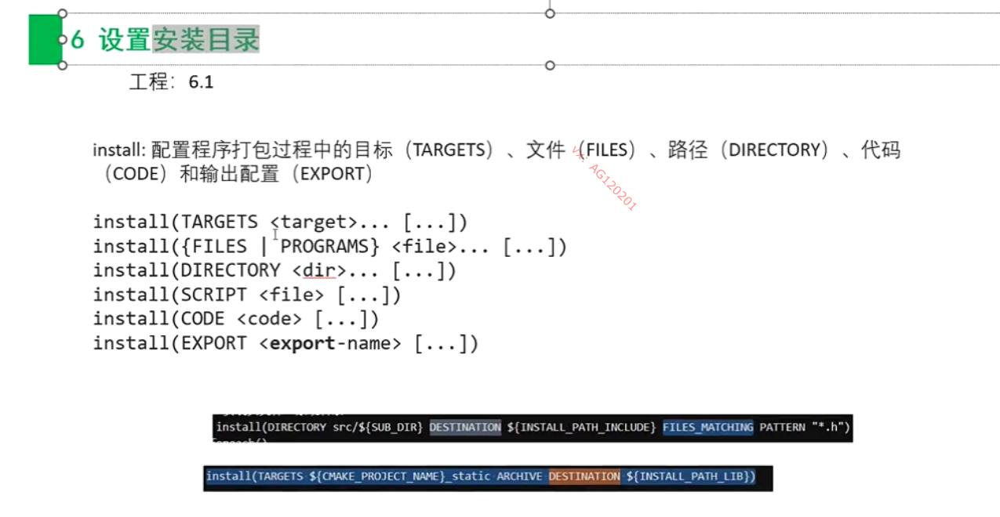 6 设置安装目录
工程：6.1
install: 配置程序打包过程中的目标（TARGETS）、文件（FILES）、路径（DIRECTORY）、代码
（CODE）和输出配置（EXPORT）
vx: AG120201
install(TARGETS <target>... [...])
install({FILES | PROGRAMS} <file>... [...])
install(DIRECTORY <dir>... [...])
install(SCRIPT <file> [...])
install(CODE <code> [...])
install(EXPORT <export-name> [...])
install(DIRECTORY src/${SUB_DIR} DESTINATION ${INSTALL_PATH_INCLUDE} FILES_MATCHING PATTERN "*.h")
install(TARGETS ${CMAKE_PROJECT_NAME}_static ARCHIVE DESTINATION ${INSTALL_PATH_LIB})